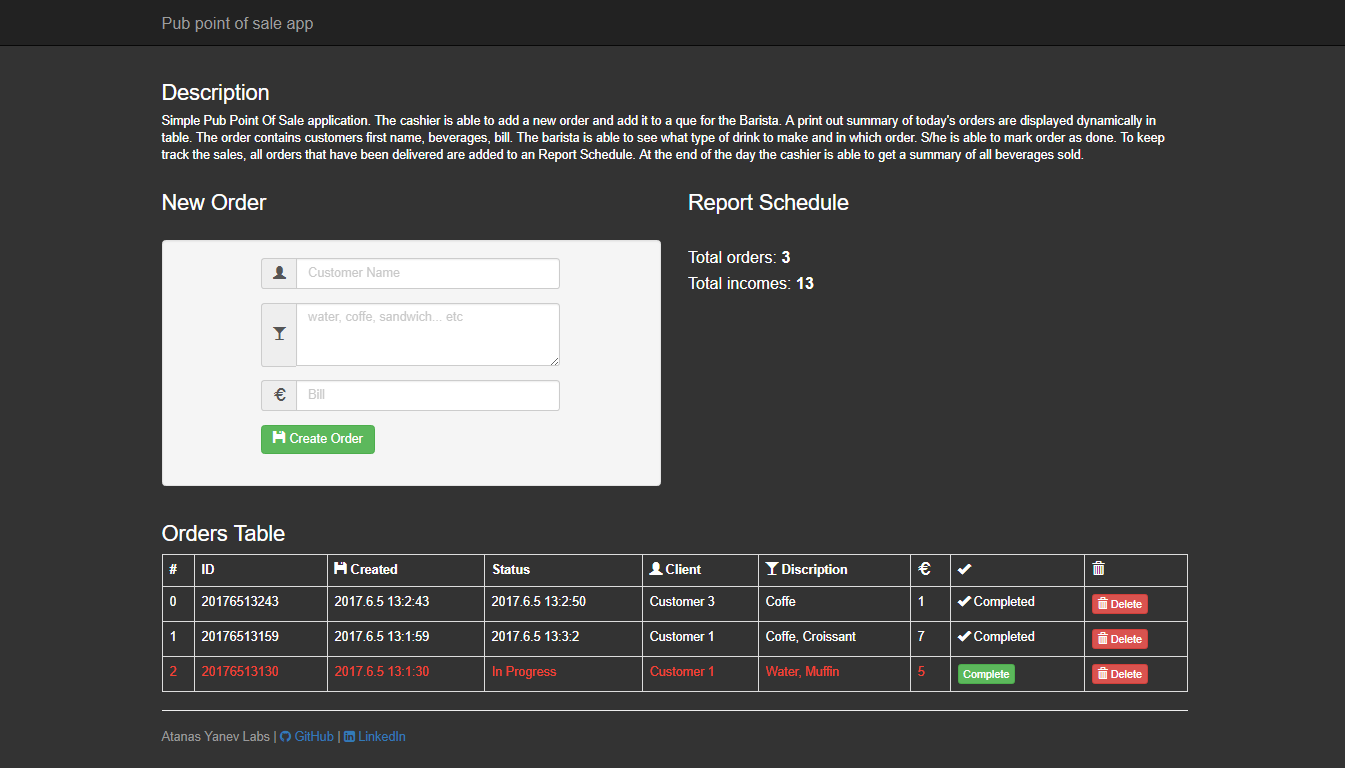 Pub point of sale app
Description
Simple Pub Point Of Sale application. The cashier is able to add a new order and add it to a que for the Barista. A print out summary of today's orders are displayed dynamically in
table. The order contains customers first name, beverages, bill. The barista is able to see what type of drink to make and in which order. S/he is able to mark order as done. To keep
track the sales, all orders that have been delivered are added to an Report Schedule. At the end of the day the cashier is able to get a summary of all beverages sold.
New Order
Report Schedule
Customer Name
water, coffe, sandwich... etc
€ Bill
Create Order
Total orders: 3
Total incomes: 13
Orders Table
# ID Created Status Client Discription €
0 20176513243 2017.6.5 13:2:43 2017.6.5 13:2:50 Customer 3 Coffe 1 Completed Delete
1 20176513159 2017.6.5 13:1:59 2017.6.5 13:3:2 Customer 1 Coffe, Croissant 7 Completed Delete
2 20176513130 2017.6.5 13:1:30 In Progress Customer 1 Water, Muffin 5 Complete Delete
Atanas Yanev Labs | GitHub | LinkedIn